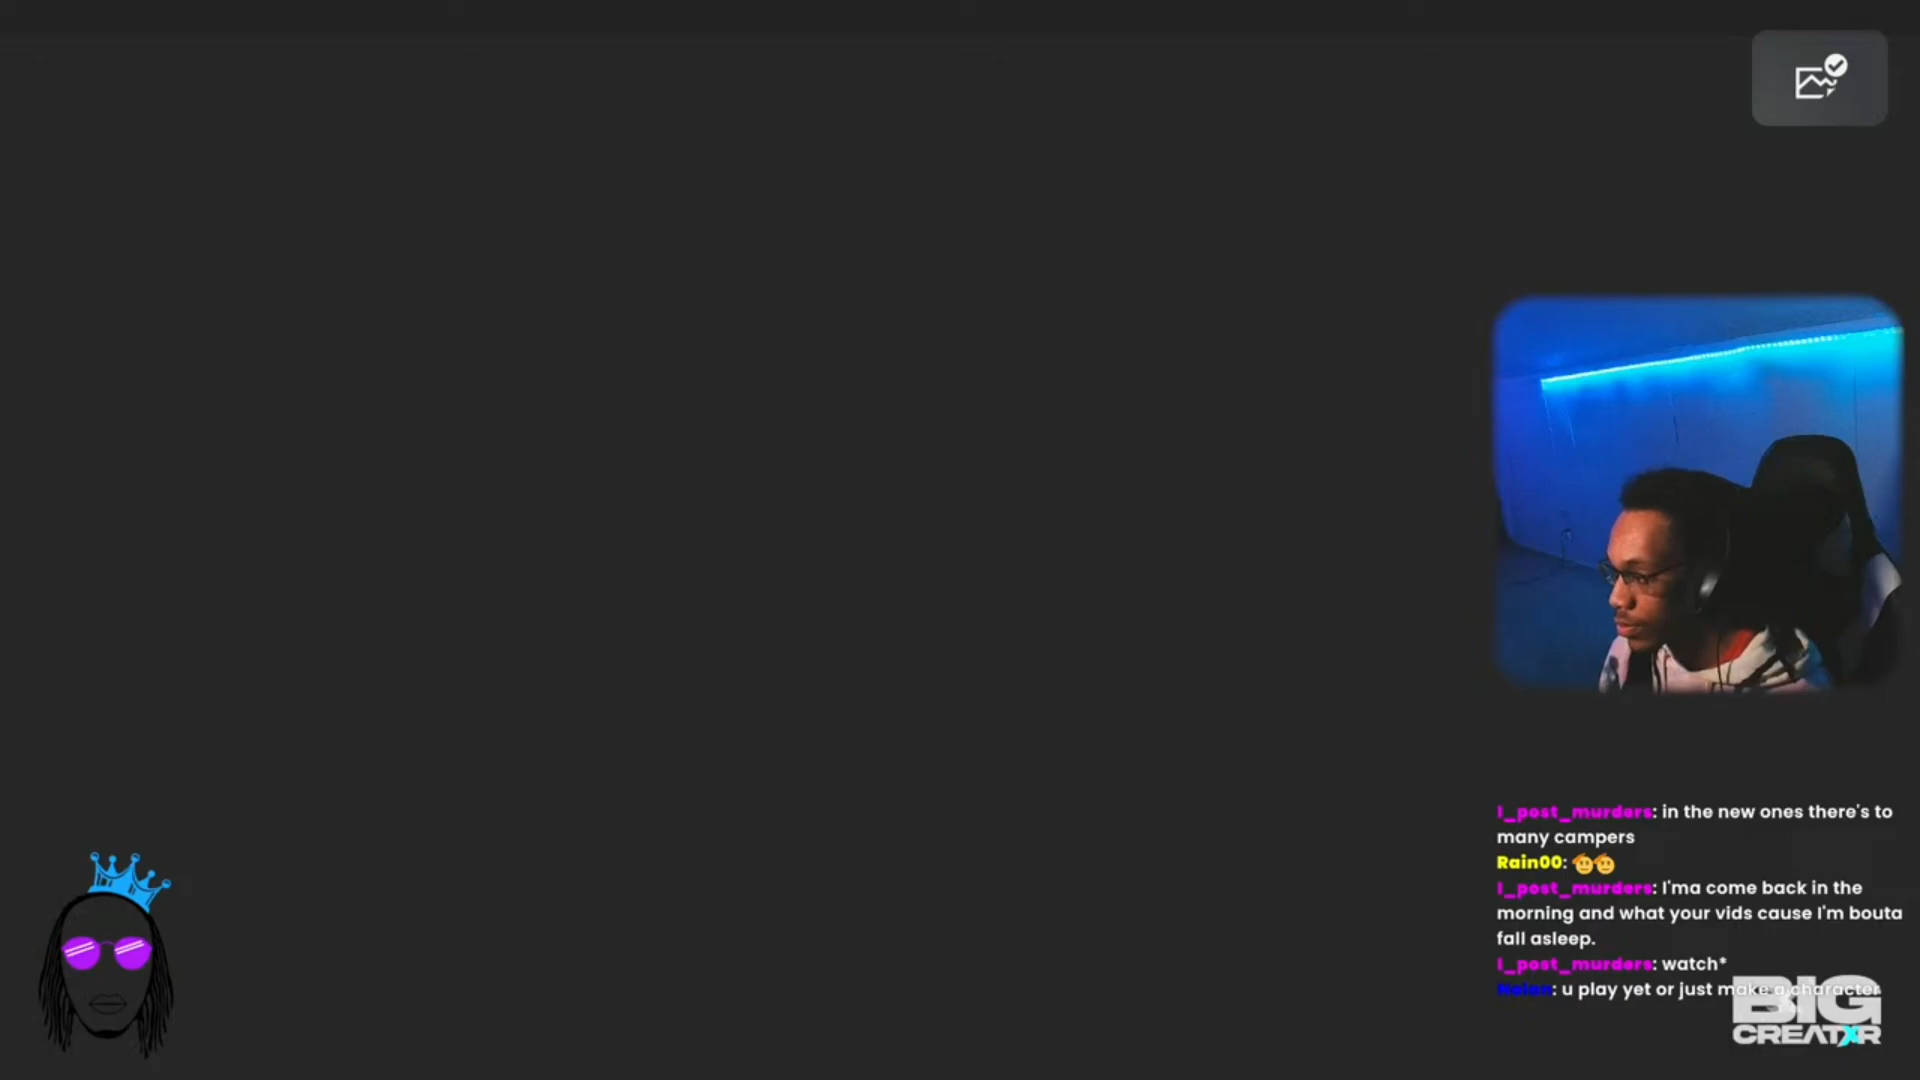 I_post_murders: in the new ones there's to
many campers
Rain00: 🤕🤕
I_post_murders: I'ma come back in the
morning and what your vids cause I'm bouta
fall asleep.
I_post_murders: watch*
: u play yet or just make a character
BIG
CREATXR